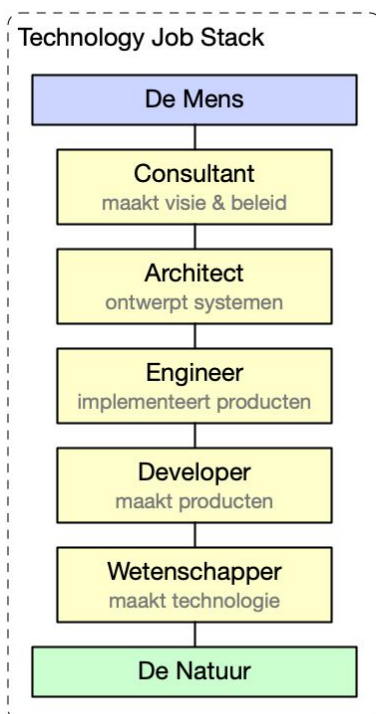 Technology Job Stack
De Mens
Consultant
maakt visie & beleid
Architect
ontwerpt systemen
Engineer
implementeert producten
Developer
maakt producten
Wetenschapper
maakt technologie
De Natuur